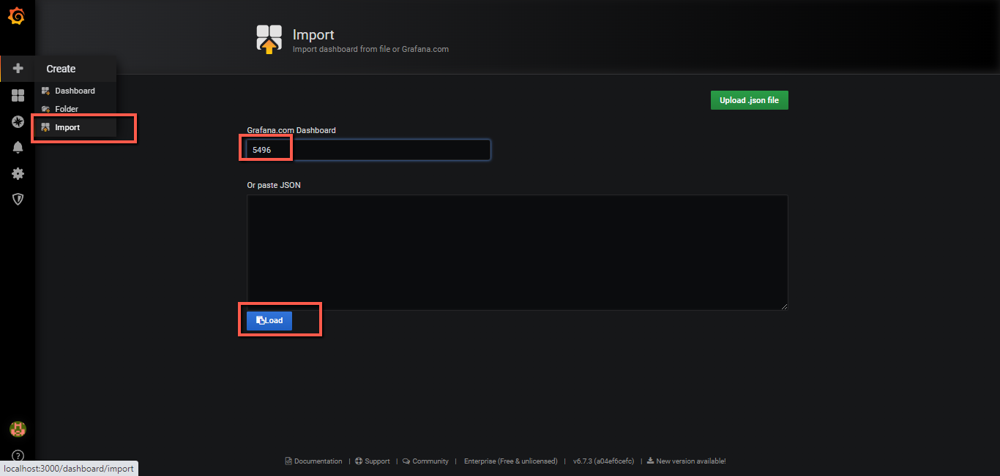 Import
Import dashboard from file or Grafana.com
Create
Dashboard
Folder
Import
Upload .json file
Grafana.com Dashboard
5496
Or paste JSON
Load
Documentation | Support | Community | Enterprise (Free & unlicensed) | v6.7.3 (a04ef6cefc) | New version available!
?
localhost:3000/dashboard/import